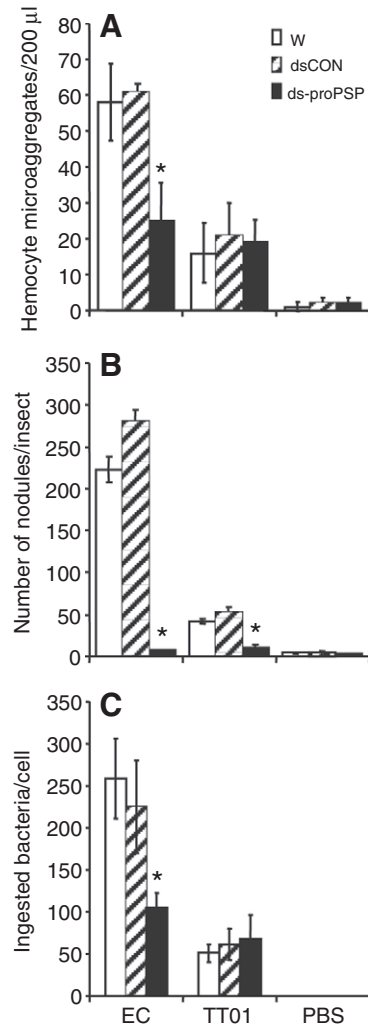 A
Hemocyte microaggregates/200 µl
80
70
60
50
40
30
20
10
0
W
dsCON
ds-proPSP
*
B
Number of nodules/insect
350
300
250
200
150
100
50
0
*
*
C
Ingested bacteria/cell
350
300
250
200
150
100
50
0
*
EC TT01 PBS